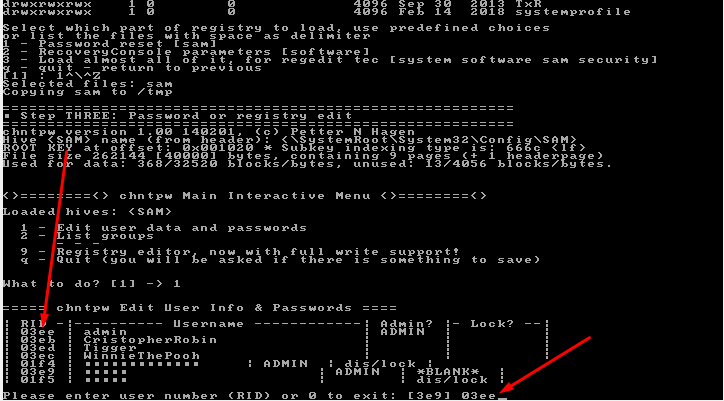 drwxrwxrwx 1 0 0 4096 Sep 30 2013 TxR
drwxrwxrwx 1 0 0 4096 Feb 14 2018 systemprofile
Select which part of registry to load, use predefined choices
or list the files with space as delimiter
1 - Password reset [sam]
2 - RecoveryConsole parameters [software]
3 - Load almost all of it, for regedit tec [system software sam security]
q - quit - return to previous
[1] : 1^\^Z
Selected files: sam
Copying sam to /tmp
=========================================================
■ Step THREE: Password or registry edit
=========================================================
chntpw version 1.00 140201, (c) Petter N Hagen
Hive <SAM> name (from header): <\SystemRoot\System32\Config\SAM>
ROOT KEY at offset: 0x001020 * Subkey indexing type is: 666c <lf>
File size 262144 [40000] bytes, containing 9 pages (+ 1 headerpage)
Used for data: 368/32520 blocks/bytes, unused: 13/4056 blocks/bytes.
<>========<> chntpw Main Interactive Menu <>========<>
Loaded hives: <SAM>
1 - Edit user data and passwords
2 - List groups
- - -
9 - Registry editor, now with full write support!
q - Quit (you will be asked if there is something to save)
What to do? [1] -> 1
===== chntpw Edit User Info & Passwords ====
| RID -|---------- Username ------------| Admin? |- Lock? --|
| 03ee | admin | ADMIN | |
| 03eb | CristopherRobin | | |
| 03ed | Tigger | | |
| 03ec | WinnieThePooh | | |
| 01f4 | ▪▪▪▪▪▪▪▪▪▪▪▪▪ | ADMIN | dis/lock |
| 03e9 | ▪▪▪▪▪ | ADMIN | *BLANK* |
| 01f5 | ▪▪▪▪▪ | | dis/lock |
Please enter user number (RID) or 0 to exit: [3e9] 03ee_